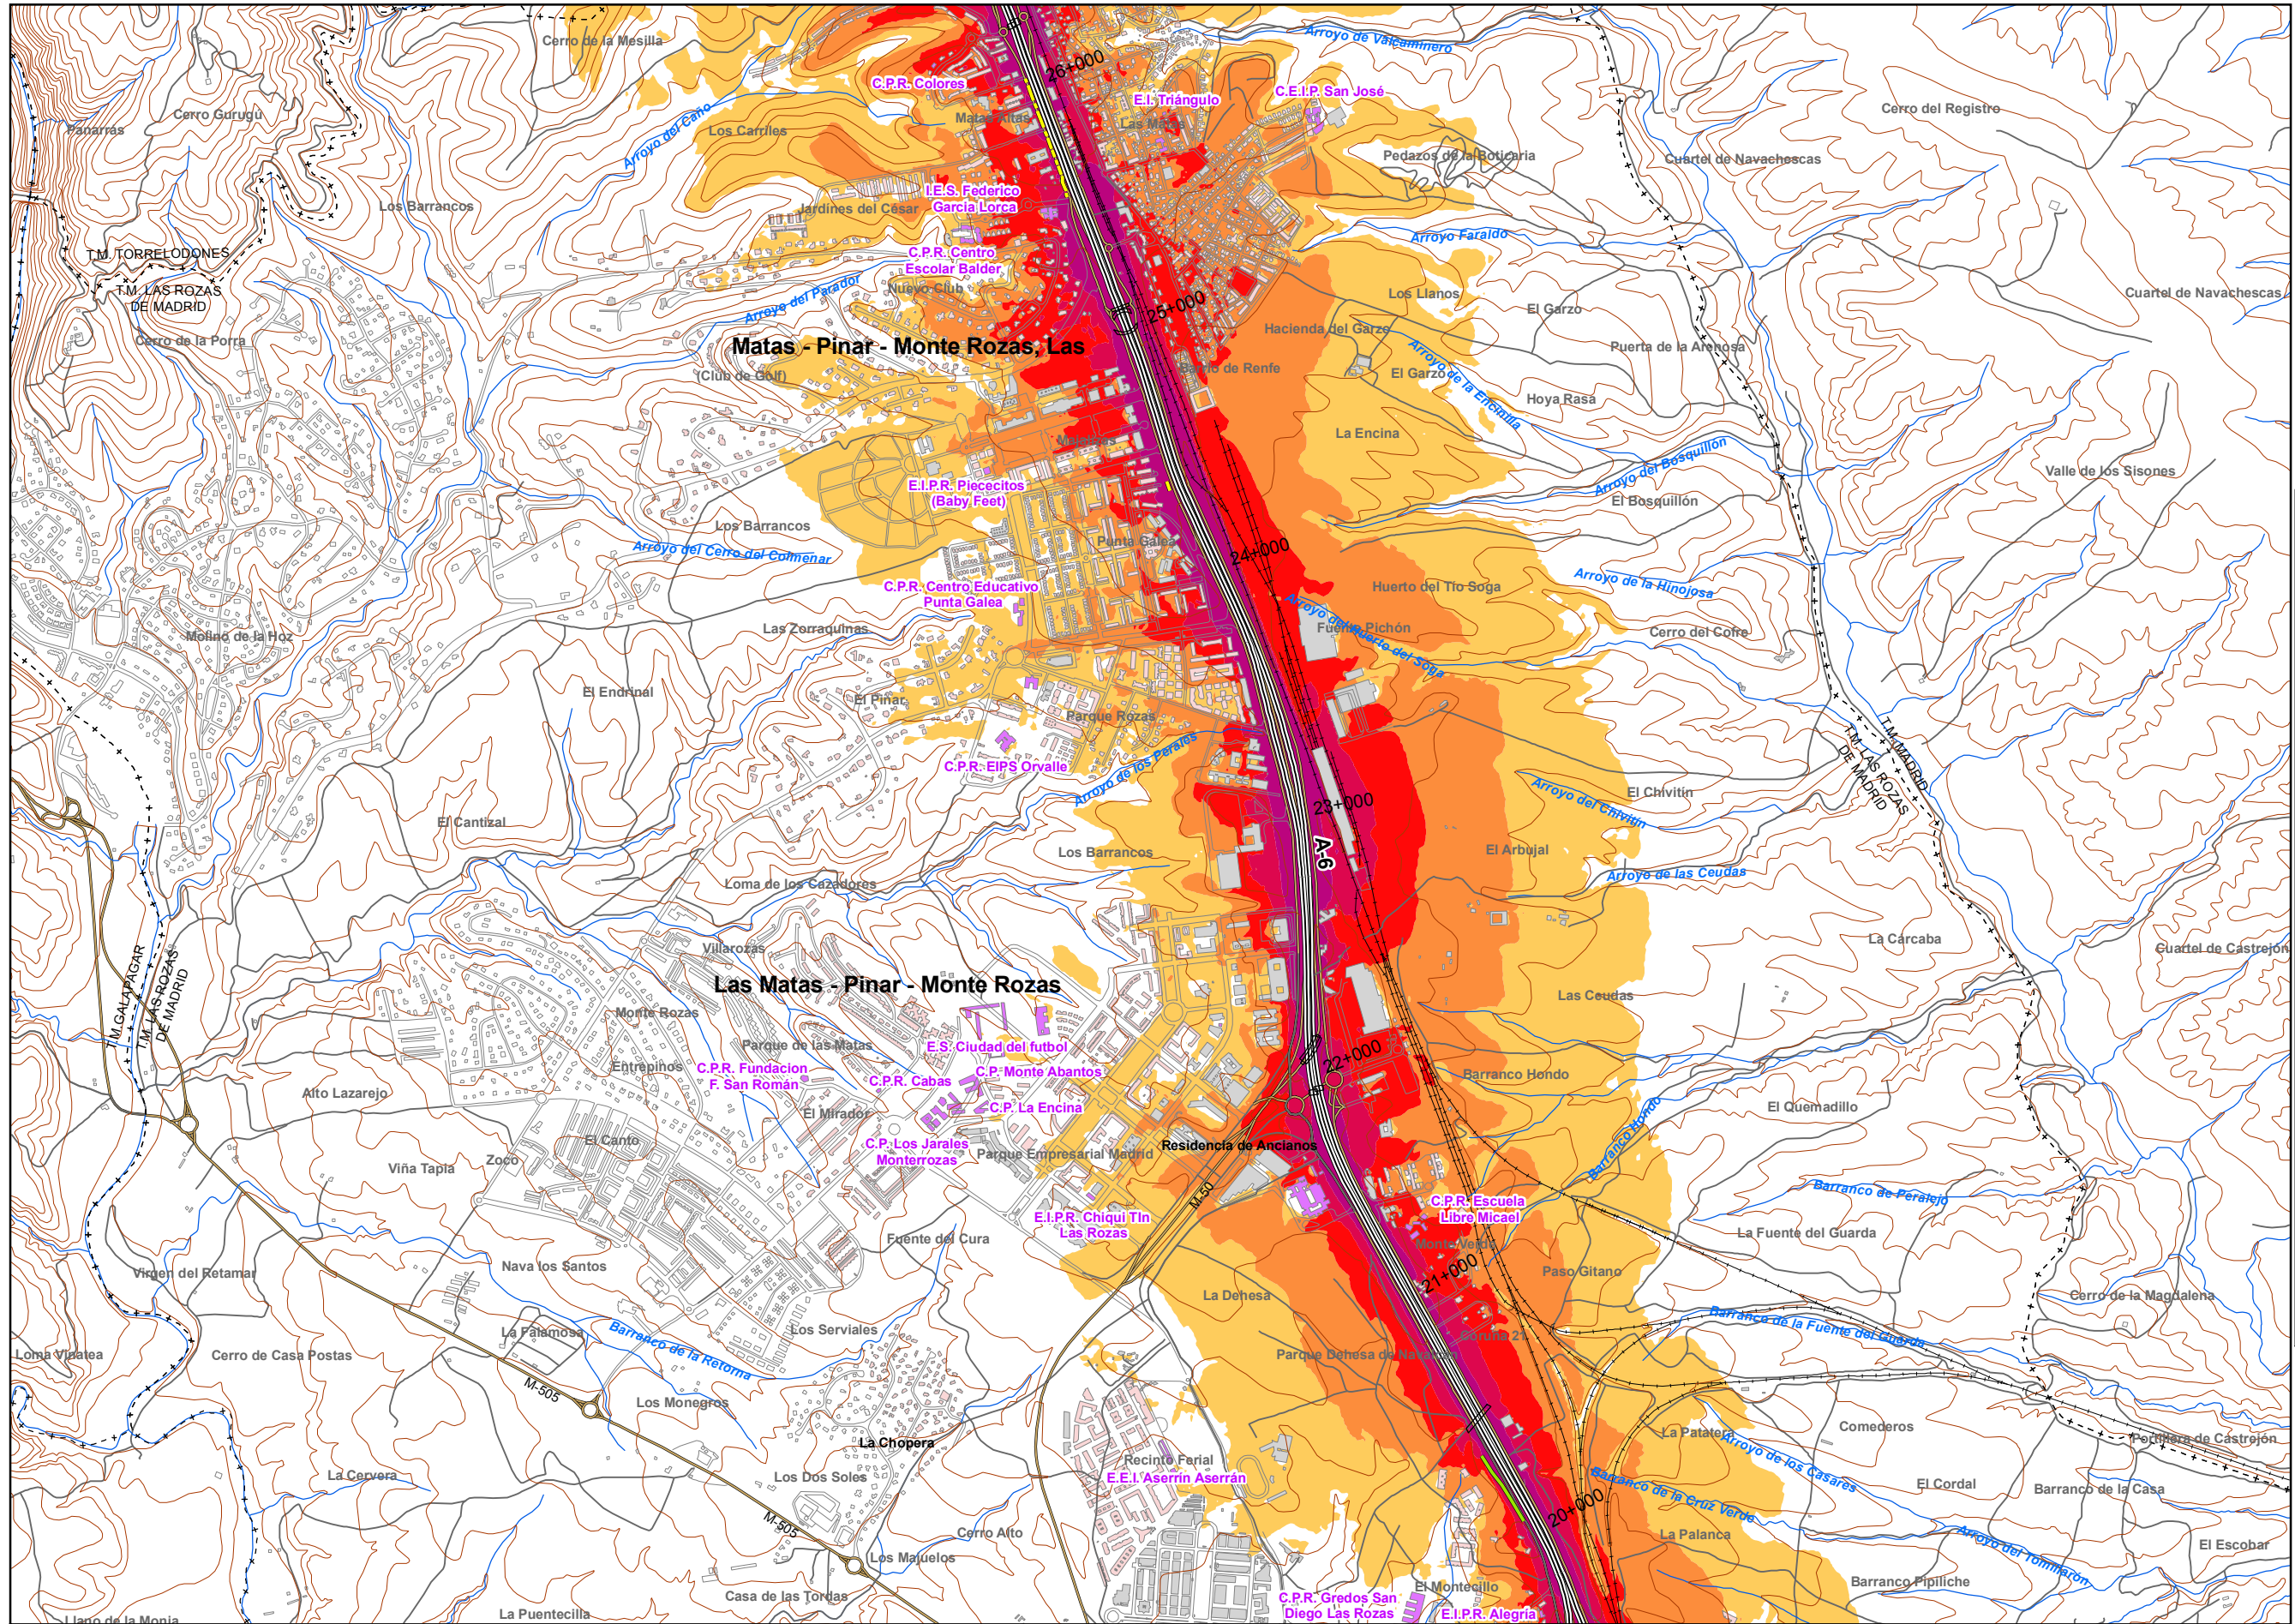 Cerro de la Mesilla
Arroyo de Valcaminero
26+000
C.P.R. Colores
E.I. Triángulo
C.E.I.P. San José
Cerro Gurugú
Panarrás
Los Carriles
Matas Altas
Las Matas
Cerro del Registro
Arroyo del Caño
Pedazos de la Boticaria
Cuartel de Navachescas
I.E.S. Federico
Garcia Lorca
Los Barrancos
Jardines del César
Arroyo Faraldo
T.M. TORRELODONES
T.M. LAS ROZAS
DE MADRID
C.P.R. Centro
Escolar Balder
Nuevo Club
Arroyo del Parador
25+000
Los Llanos
El Garzo
Cuartel de Navachescas
Hacienda del Garzo
Cerro de la Porra
Matas - Pinar - Monte Rozas, Las
(Club de Golf)
Barrio de Renfe
El Garzo
Arroyo de la Encinilla
Puerta de la Arenosa
Hoya Rasa
La Encina
Arroyo del Bosquillón
Valle de los Sisones
El Bosquillón
E.I.P.R. Piececitos
(Baby Feet)
Los Barrancos
Arroyo del Cerro del Colmenar
Punta Galea
24+000
C.P.R. Centro Educativo
Punta Galea
Huerto del Tío Soga
Arroyo de la Hinojosa
Molino de la Hoz
Las Zorraquinas
Fuente Pichón
Arroyo del Huerto del Soga
Cerro del Cofre
El Endrinal
El Pinar
Parque Rozas
T.M. MADRID
T.M. LAS ROZAS
DE MADRID
C.P.R. EIPS Orvalle
Arroyo de los Perales
23+000
El Chivitín
Arroyo del Chivitín
El Cantizal
A-6
Los Barrancos
El Arbujal
Arroyo de las Ceudas
Loma de los Cazadores
Villarozas
La Cárcaba
Cuartel de Castrejón
T.M. GALAPAGAR
T.M. LAS ROZAS
DE MADRID
Las Matas - Pinar - Monte Rozas
Las Ceudas
Monte Rozas
Parque de las Matas
E.S. Ciudad del futbol
22+000
Entrepinos
C.P.R. Fundacion
F. San Román
C.P.R. Cabas
C.P. Monte Abantos
Barranco Hondo
Alto Lazarejo
El Mirador
C.P. La Encina
El Quemadillo
Barranco Hondo
El Canto
C.P. Los Jarales
Monterrozas
Parque Empresarial Madrid
Residencia de Ancianos
Viña Tapia
Zoco
M-50
Barranco de Peralejo
C.P.R. Escuela
Libre Micael
E.I.P.R. Chiqui TIn
Las Rozas
Fuente del Cura
Monte Verde
La Fuente del Guarda
Virgen del Retamar
Nava los Santos
21+000
Paso Gitano
La Dehesa
Cerro de la Magdalena
Barranco de la Fuente del Guarda
La Falamosa
Los Serviales
Coruña 21
Barranco de la Retorna
Loma Viñatea
Cerro de Casa Postas
Parque Dehesa de Navalcán
M-505
Los Monegros
Comederos
La Patatera
Arroyo de los Casares
Portillera de Castrejón
La Chopera
Recinto Ferial
La Cervera
Los Dos Soles
E.E.I. Aserrín Aserrán
Barranco de la Cruz Verde
El Cordal
Barranco de la Casa
20+000
M-505
Cerro Alto
La Palanca
Arroyo del Tomillarón
El Escobar
Los Majuelos
El Montecillo
Barranco Pipiliche
Casa de las Tordas
C.P.R. Gredos San
Diego Las Rozas
E.I.P.R. Alegría
La Puentecilla
Llano de la Monja